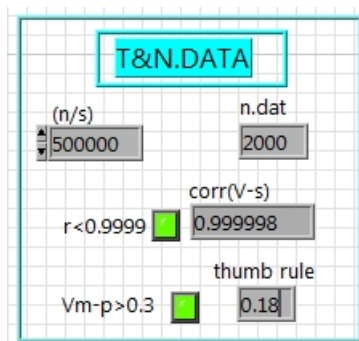 T&N.DATA
(n/s)
n.dat
500000
2000
corr(V-s)
r<0.9999
0.999998
thumb rule
Vm-p>0.3
0.18